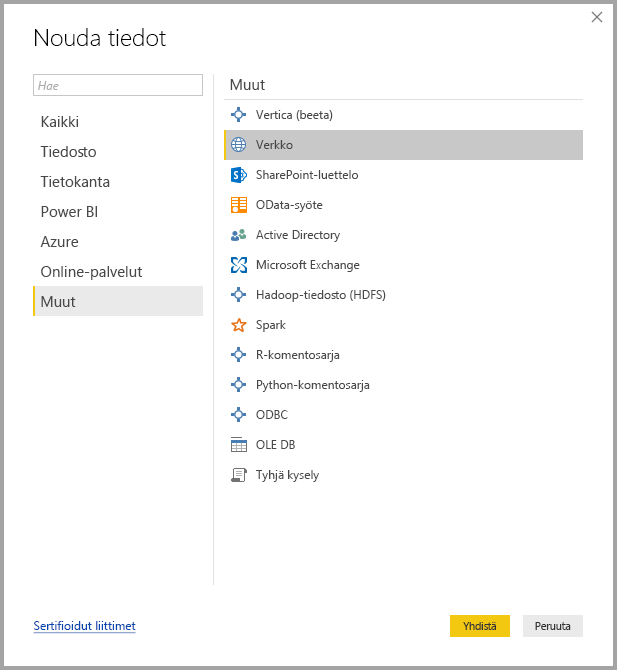 Nouda tiedot
Hae
Kaikki
Tiedosto
Tietokanta
Power BI
Azure
Online-palvelut
Muut
Muut
Vertica (beeta)
Verkko
SharePoint-luettelo
OData-syöte
Active Directory
Microsoft Exchange
Hadoop-tiedosto (HDFS)
Spark
R-komentosarja
Python-komentosarja
ODBC
OLE DB
Tyhjä kysely
Sertifioidut liittimet
Yhdistä
Peruuta